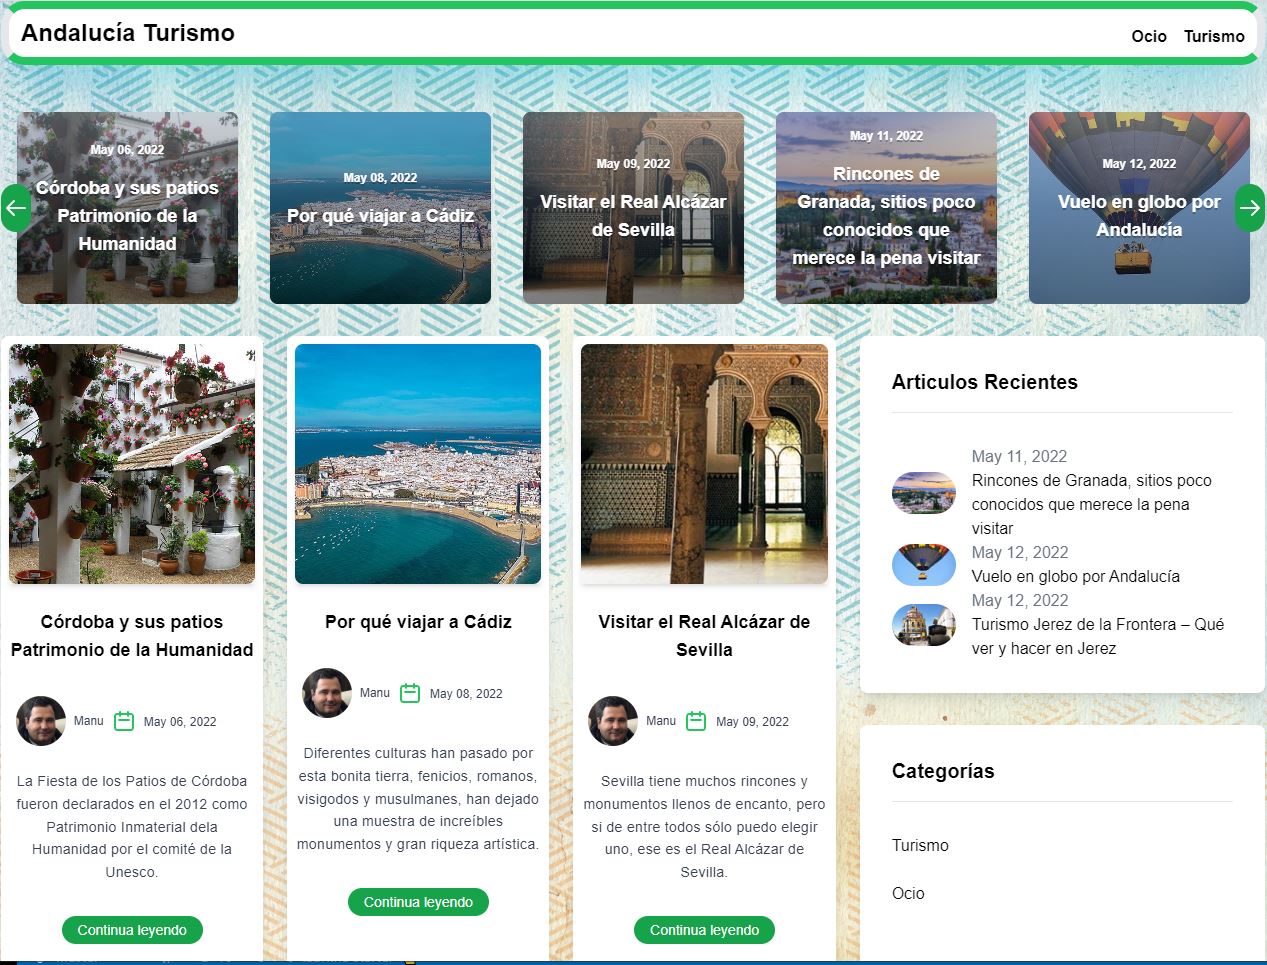 Andalucía Turismo
Ocio Turismo
May 06, 2022
Córdoba y sus patios
Patrimonio de la
Humanidad
May 08, 2022
Por qué viajar a Cádiz
May 09, 2022
Visitar el Real Alcázar
de Sevilla
May 11, 2022
Rincones de
Granada, sitios poco
conocidos que
merece la pena visitar
May 12, 2022
Vuelo en globo por
Andalucía
Córdoba y sus patios
Patrimonio de la Humanidad
Manu May 06, 2022
La Fiesta de los Patios de Córdoba
fueron declarados en el 2012 como
Patrimonio Inmaterial dela
Humanidad por el comité de la
Unesco.
Continua leyendo
Por qué viajar a Cádiz
Manu May 08, 2022
Diferentes culturas han pasado por
esta bonita tierra, fenicios, romanos,
visigodos y musulmanes, han dejado
una muestra de increíbles
monumentos y gran riqueza artística.
Continua leyendo
Visitar el Real Alcázar de
Sevilla
Manu May 09, 2022
Sevilla tiene muchos rincones y
monumentos llenos de encanto, pero
si de entre todos sólo puedo elegir
uno, ese es el Real Alcázar de
Sevilla.
Continua leyendo
Articulos Recientes
May 11, 2022
Rincones de Granada, sitios poco
conocidos que merece la pena
visitar
May 12, 2022
Vuelo en globo por Andalucía
May 12, 2022
Turismo Jerez de la Frontera – Qué
ver y hacer en Jerez
Categorías
Turismo
Ocio